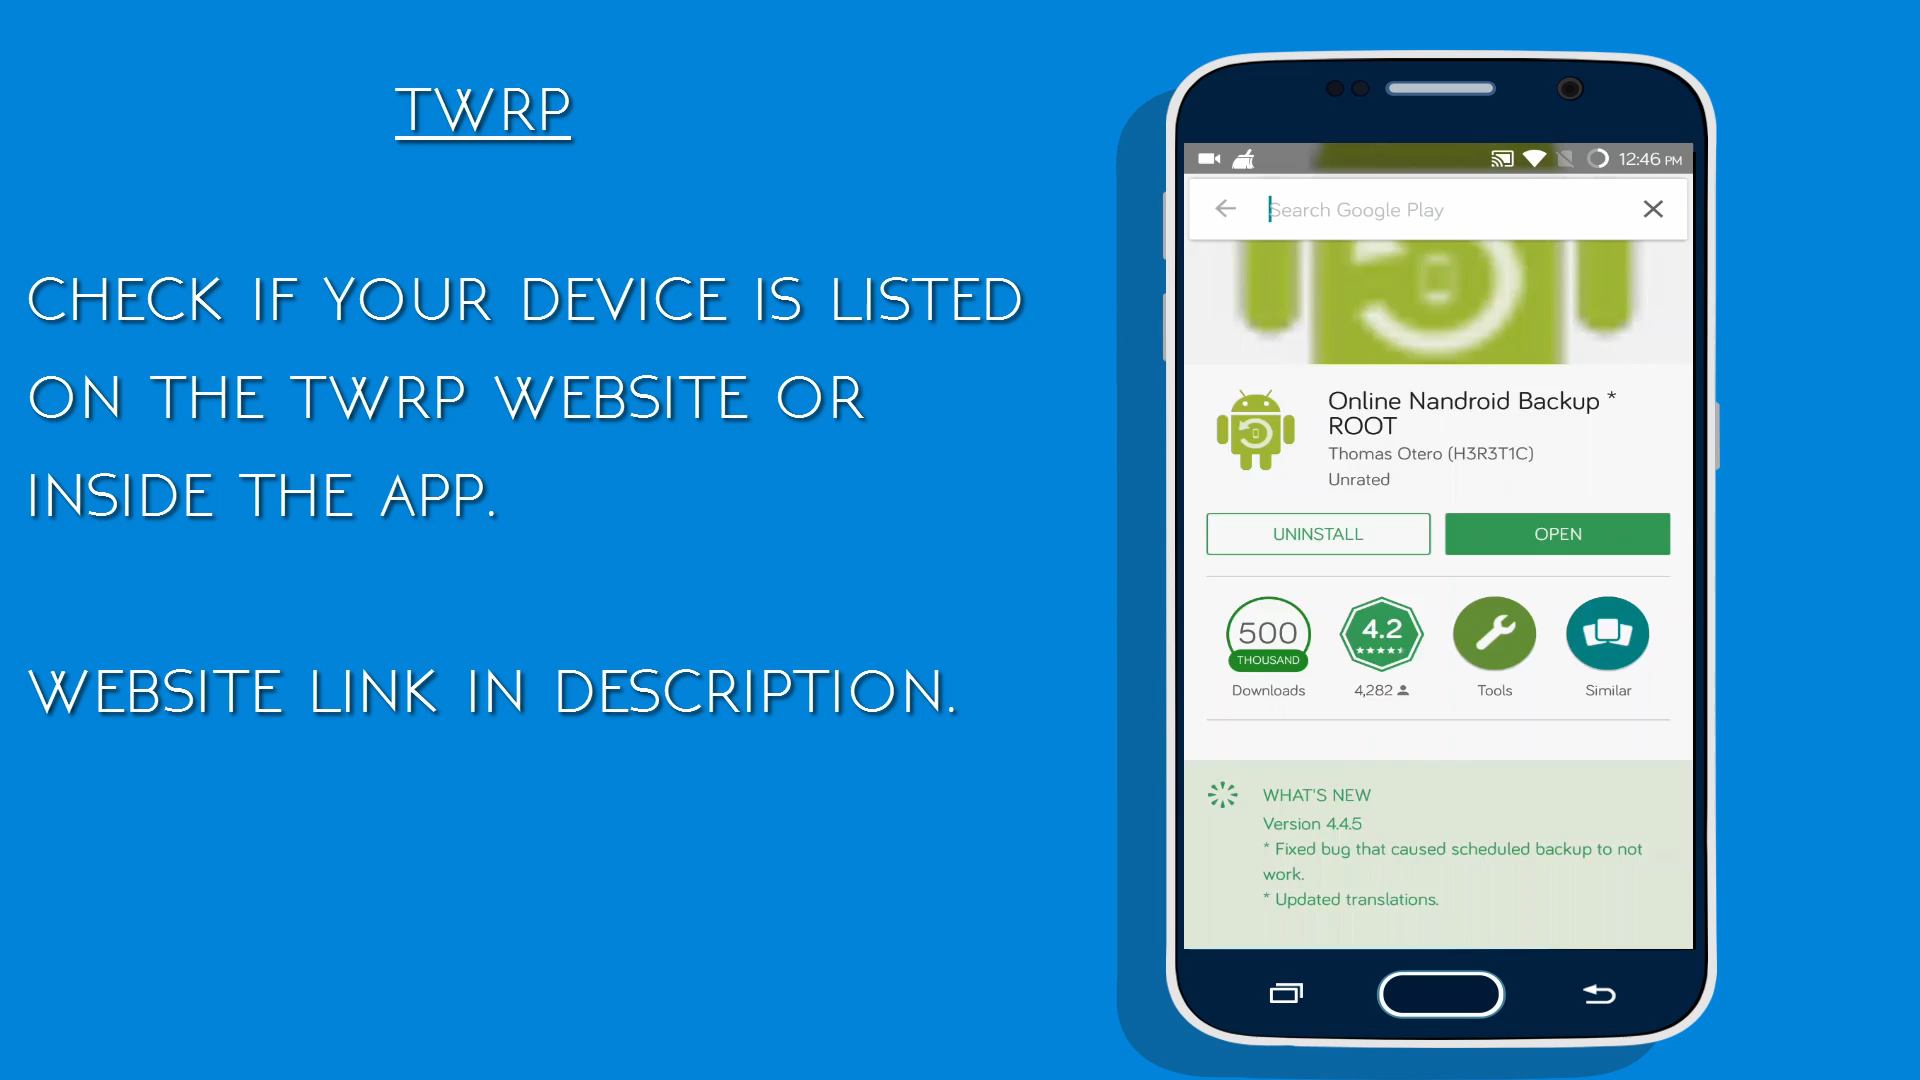 TWRP
CHECK IF YOUR DEVICE IS LISTED
ON THE TWRP WEBSITE OR
INSIDE THE APP.
WEBSITE LINK IN DESCRIPTION.
12:46 PM
Search Google Play
Online Nandroid Backup *
ROOT
Thomas Otero (H3R3T1C)
Unrated
UNINSTALL
OPEN
500
THOUSAND
Downloads
4.2
4,282
Tools
Similar
WHAT'S NEW
Version 4.4.5
* Fixed bug that caused scheduled backup to not
work.
* Updated translations.